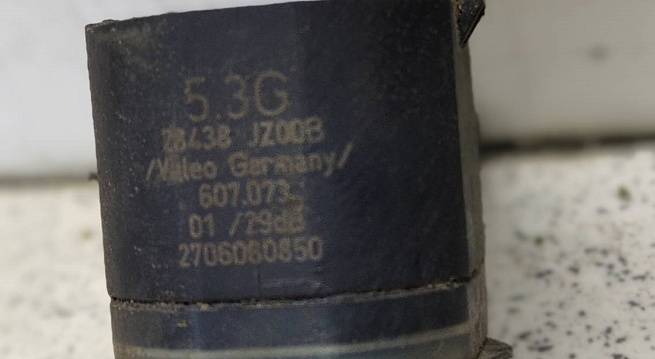 5.3G
28438 JZ00B
/Valeo Germany/
607.073
01 /29dB
2706080850